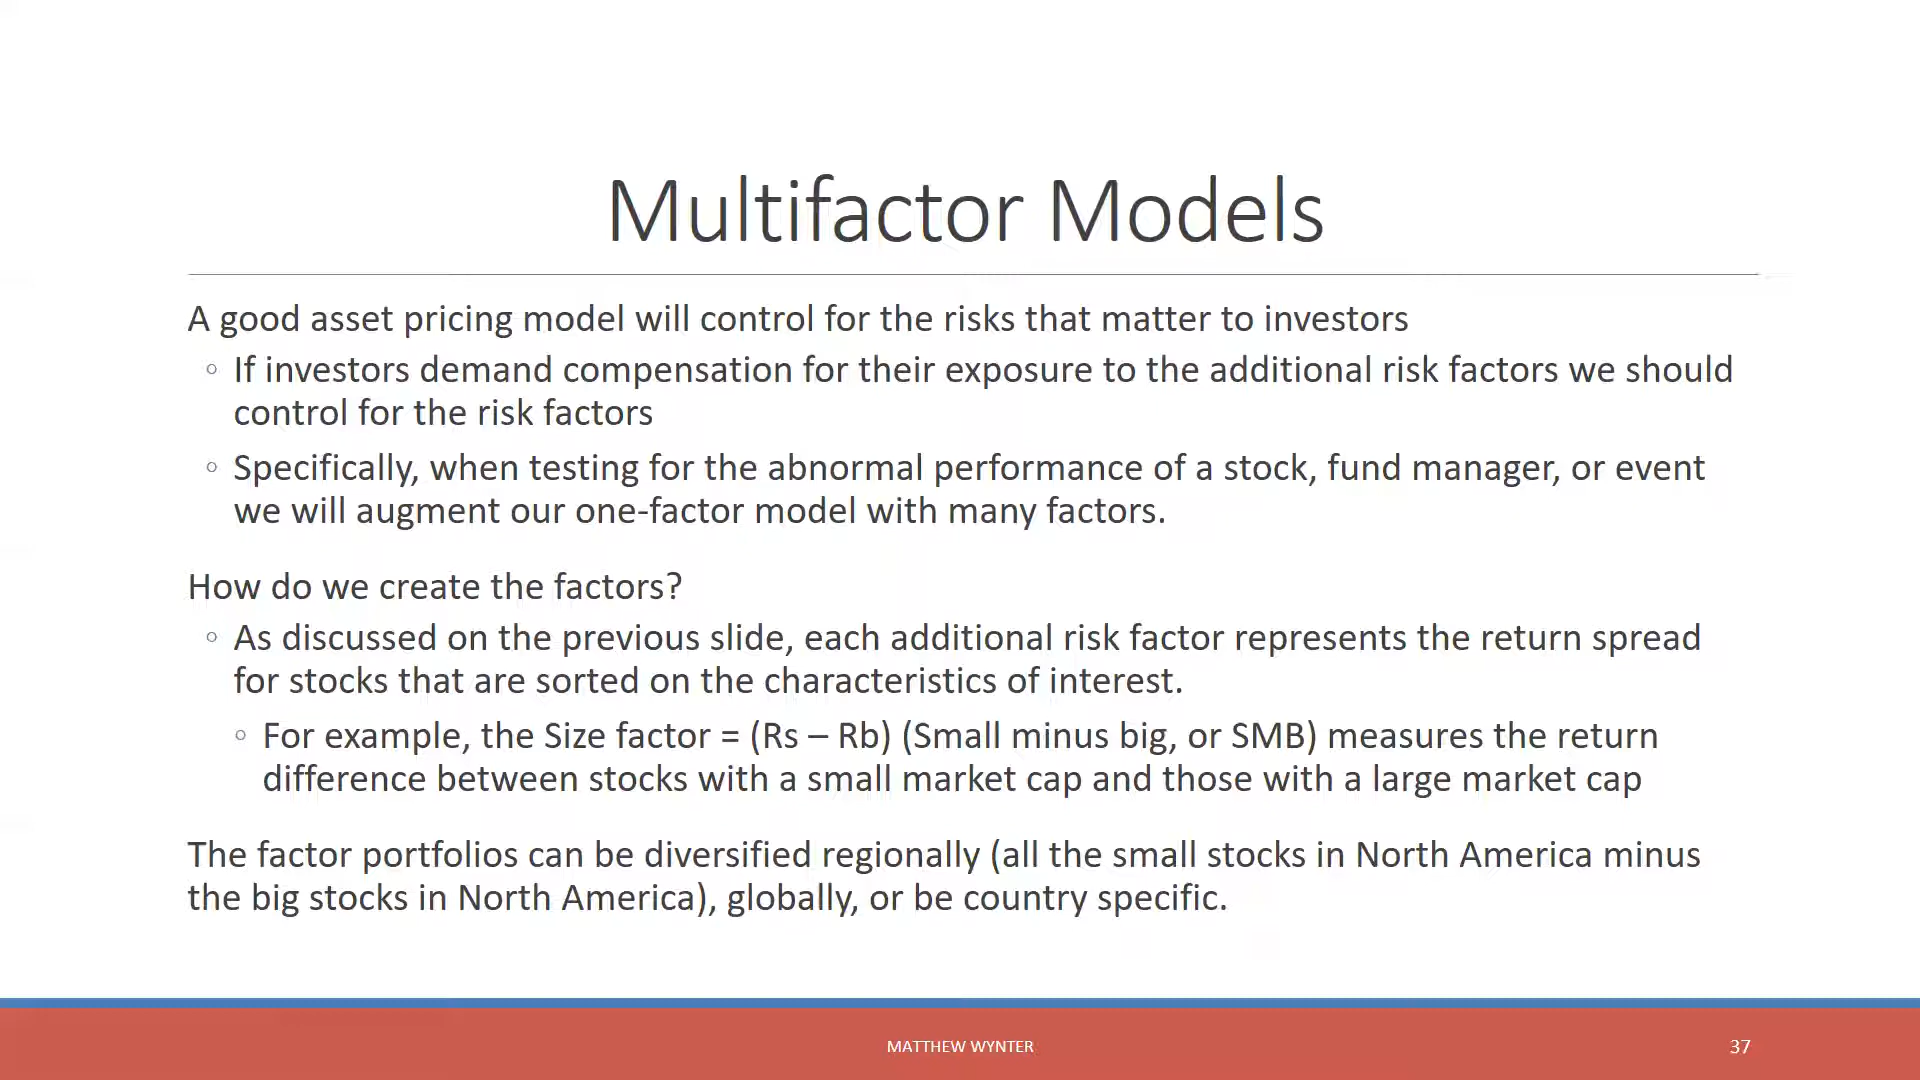 Multifactor Models
A good asset pricing model will control for the risks that matter to investors
◦ If investors demand compensation for their exposure to the additional risk factors we should
control for the risk factors
◦ Specifically, when testing for the abnormal performance of a stock, fund manager, or event
we will augment our one-factor model with many factors.
How do we create the factors?
◦ As discussed on the previous slide, each additional risk factor represents the return spread
for stocks that are sorted on the characteristics of interest.
◦ For example, the Size factor = (Rs – Rb) (Small minus big, or SMB) measures the return
difference between stocks with a small market cap and those with a large market cap
The factor portfolios can be diversified regionally (all the small stocks in North America minus
the big stocks in North America), globally, or be country specific.
MATTHEW WYNTER
37